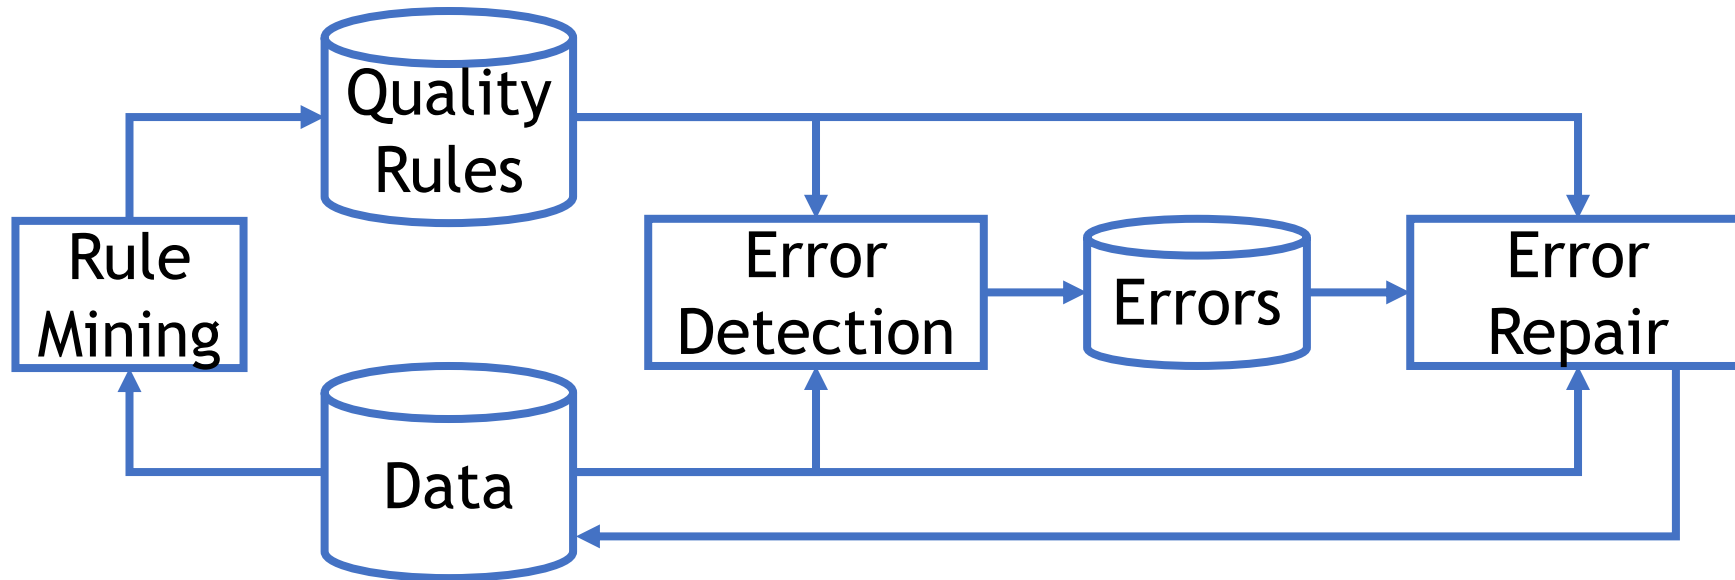 Quality
Rules
Rule
Mining
Error
Detection
Errors
Error
Repair
Data